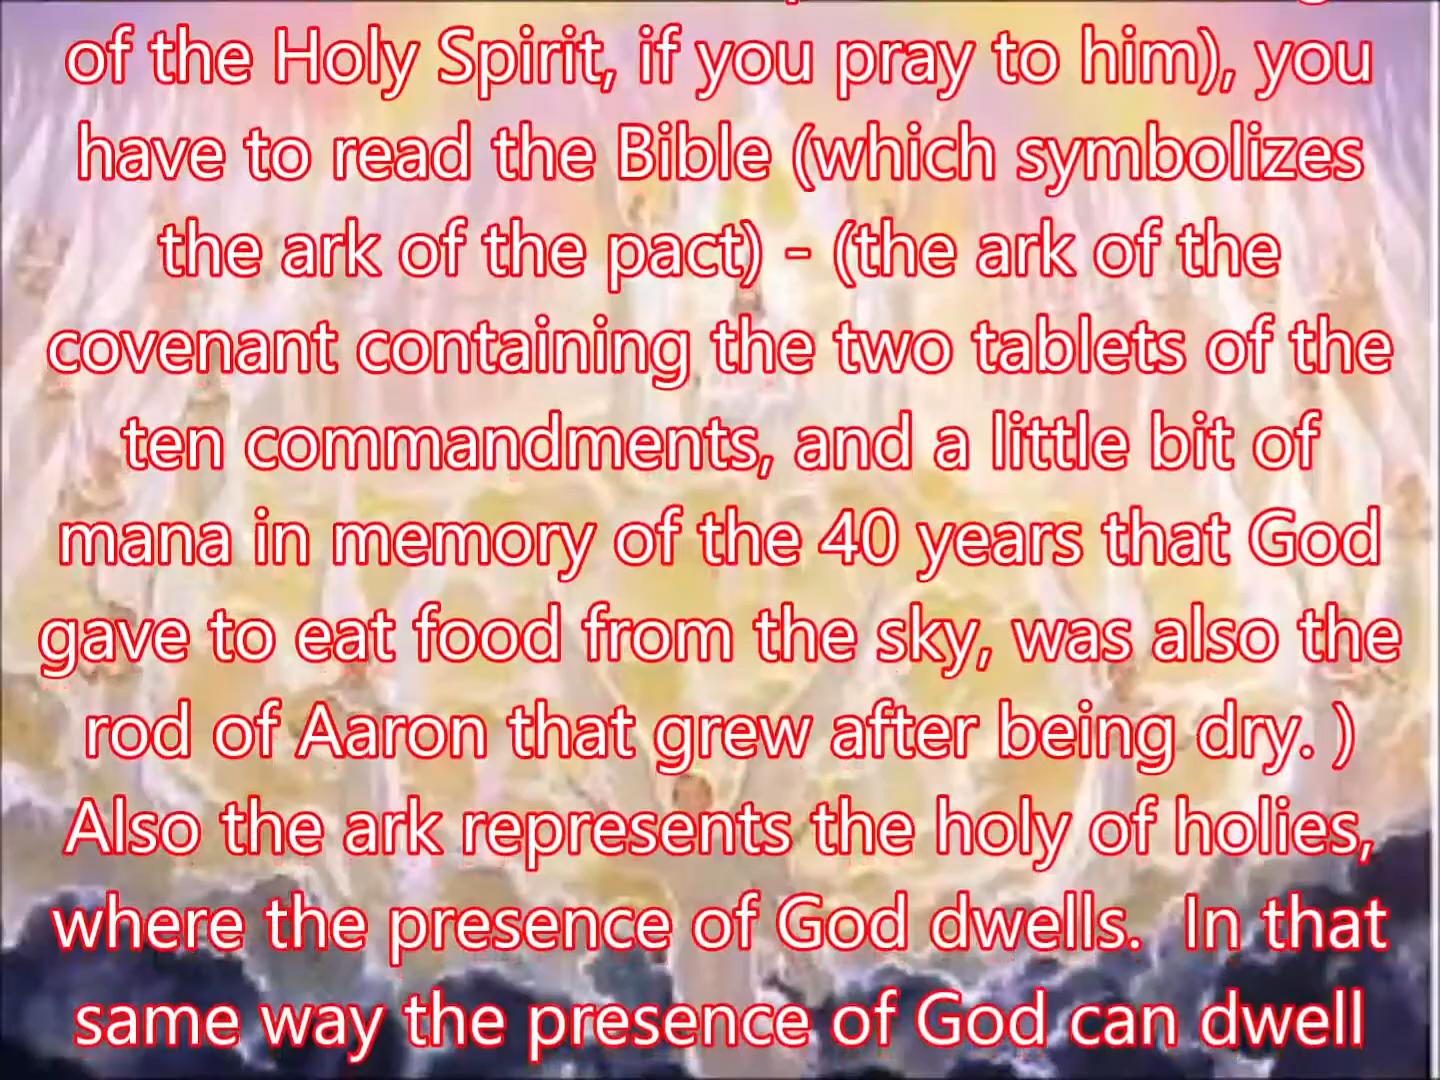 of the Holy Spirit, if you pray to him), you
have to read the Bible (which symbolizes
the ark of the pact) - (the ark of the
covenant containing the two tablets of the
ten commandments, and a little bit of
mana in memory of the 40 years that God
gave to eat food from the sky, was also the
rod of Aaron that grew after being dry. )
Also the ark represents the holy of holies,
where the presence of God dwells.  In that
same way the presence of God can dwell